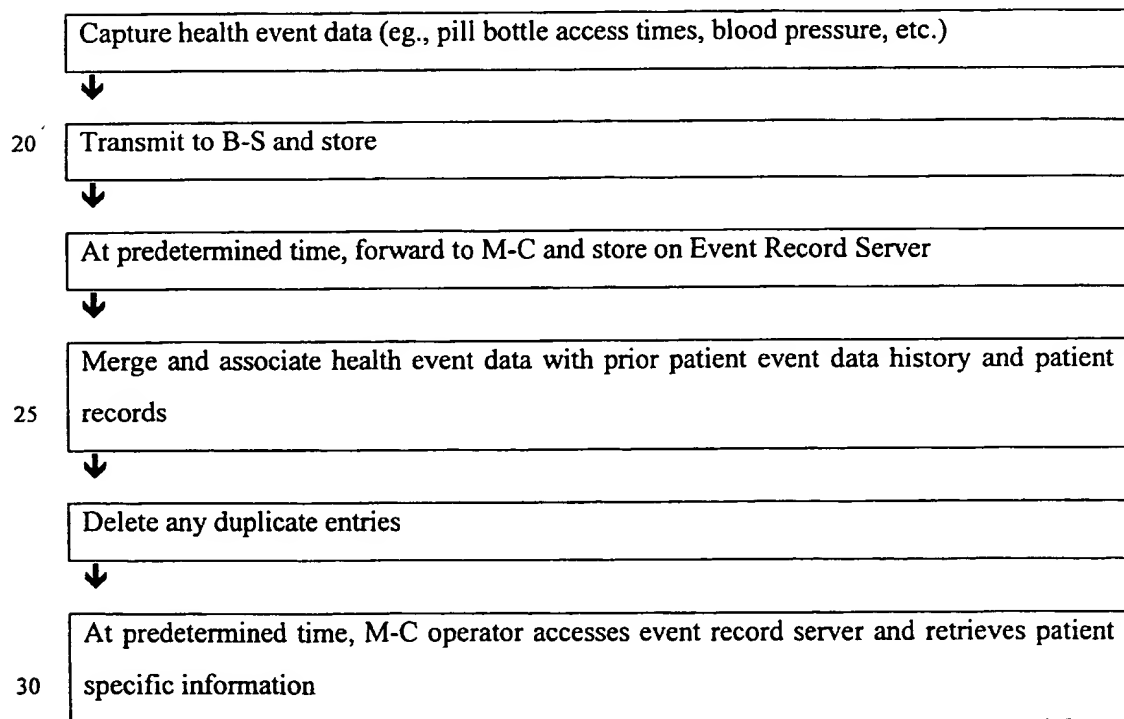 Capture health event data (eg., pill bottle access times, blood pressure, etc.)
20 Transmit to B-S and store
At predetermined time, forward to M-C and store on Event Record Server
Merge and associate health event data with prior patient event data history and patient
25 records
Delete any duplicate entries
At predetermined time, M-C operator accesses event record server and retrieves patient
30 specific information